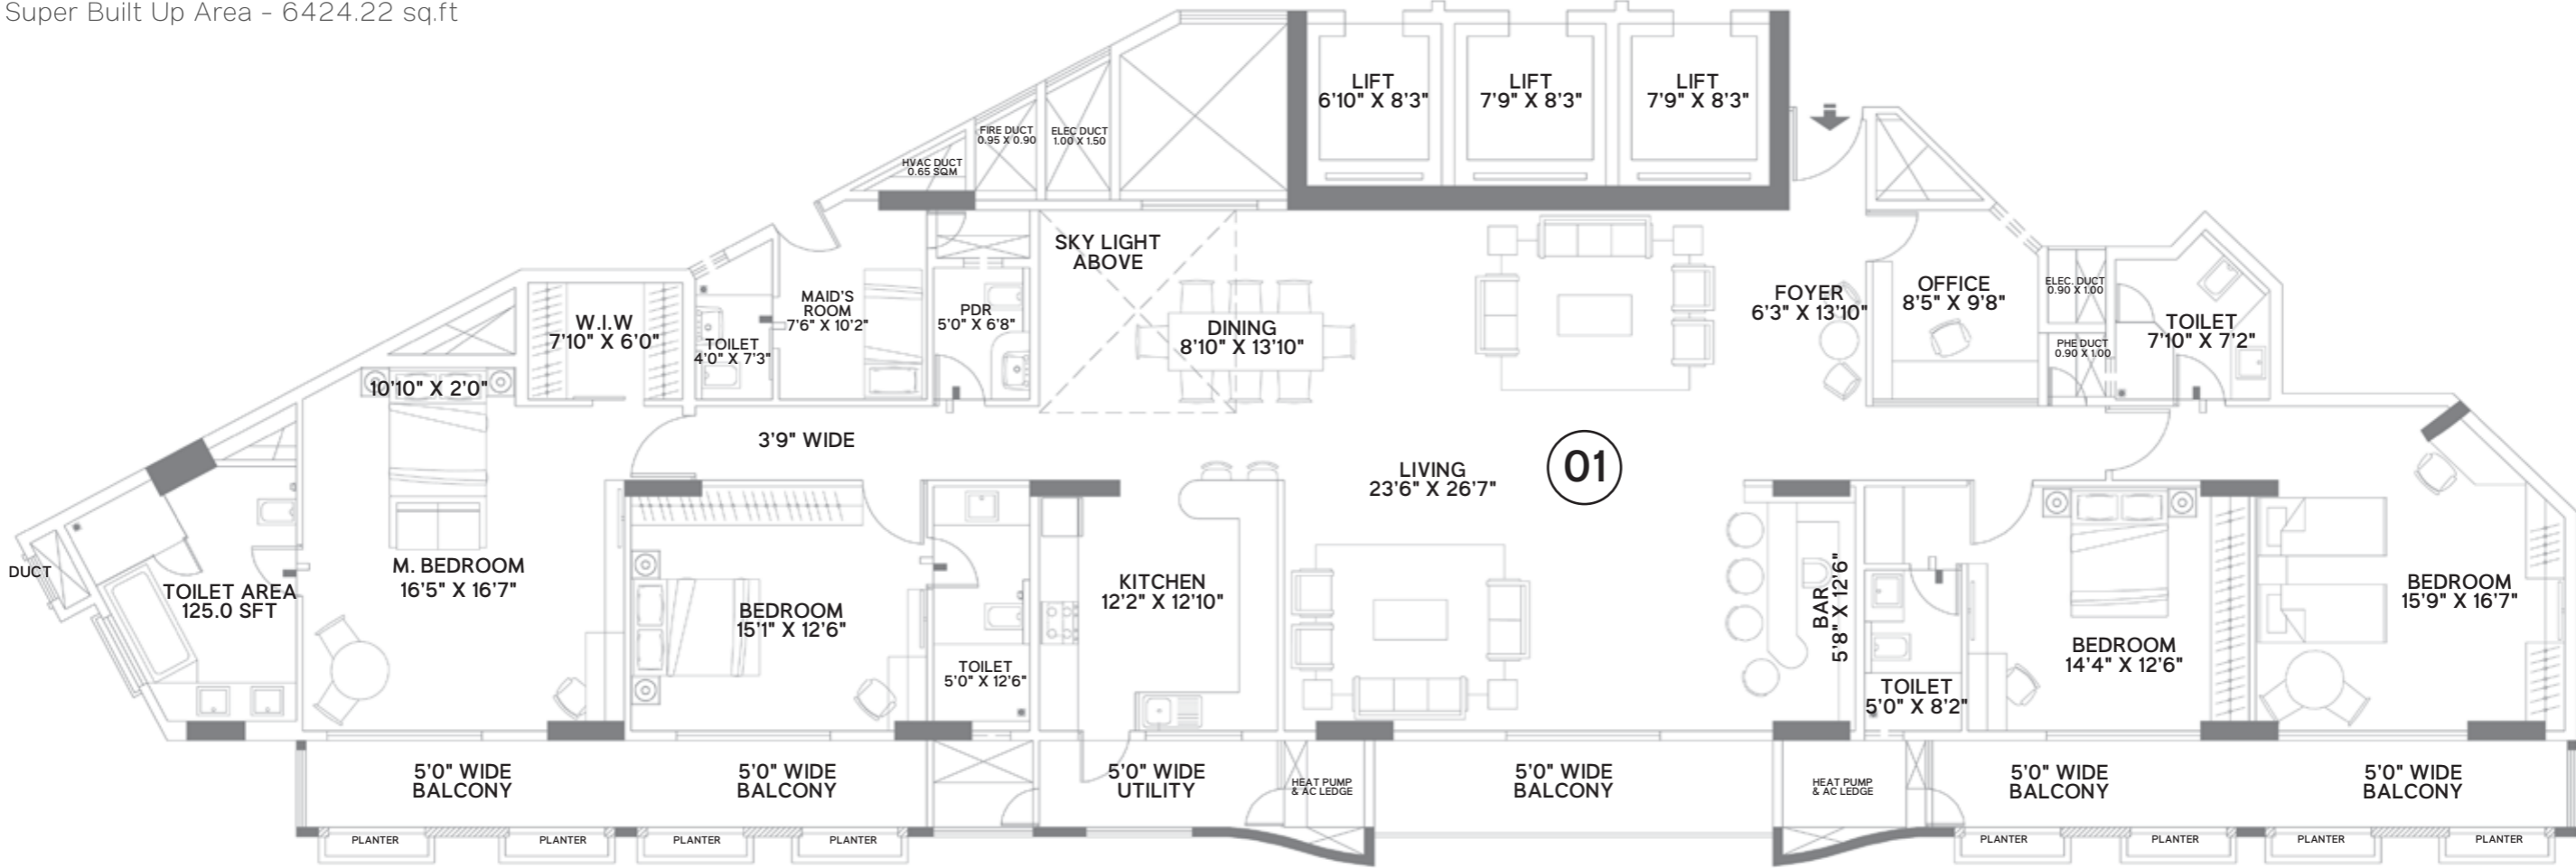 Super Built Up Area - 6424.22 sq.ft
LIFT
6'10" X 8'3"
LIFT
7'9" X 8'3"
LIFT
7'9" X 8'3"
FIRE DUCT
0.95 X 0.90
ELEC DUCT
1.00 X 1.50
HVAC DUCT
0.65 SQM
SKY LIGHT
ABOVE
W.I.W
7'10" X 6'0"
TOILET
4'0" X 7'3"
MAID'S
ROOM
7'6" X 10'2"
PDR
5'0" X 6'8"
DINING
8'10" X 13'10"
FOYER
6'3" X 13'10"
OFFICE
8'5" X 9'8"
ELEC. DUCT
0.90 X 1.00
PHE DUCT
0.90 X 1.00
TOILET
7'10" X 7'2"
10'10" X 2'0"
3'9" WIDE
LIVING
23'6" X 26'7"
01
DUCT
TOILET AREA
125.0 SFT
M. BEDROOM
16'5" X 16'7"
BEDROOM
15'1" X 12'6"
TOILET
5'0" X 12'6"
KITCHEN
12'2" X 12'10"
BAR
5'8" X 12'6"
TOILET
5'0" X 8'2"
BEDROOM
14'4" X 12'6"
BEDROOM
15'9" X 16'7"
5'0" WIDE
BALCONY
5'0" WIDE
BALCONY
5'0" WIDE
UTILITY
HEAT PUMP
& AC LEDGE
5'0" WIDE
BALCONY
HEAT PUMP
& AC LEDGE
5'0" WIDE
BALCONY
5'0" WIDE
BALCONY
PLANTER
PLANTER
PLANTER
PLANTER
PLANTER
PLANTER
PLANTER
PLANTER